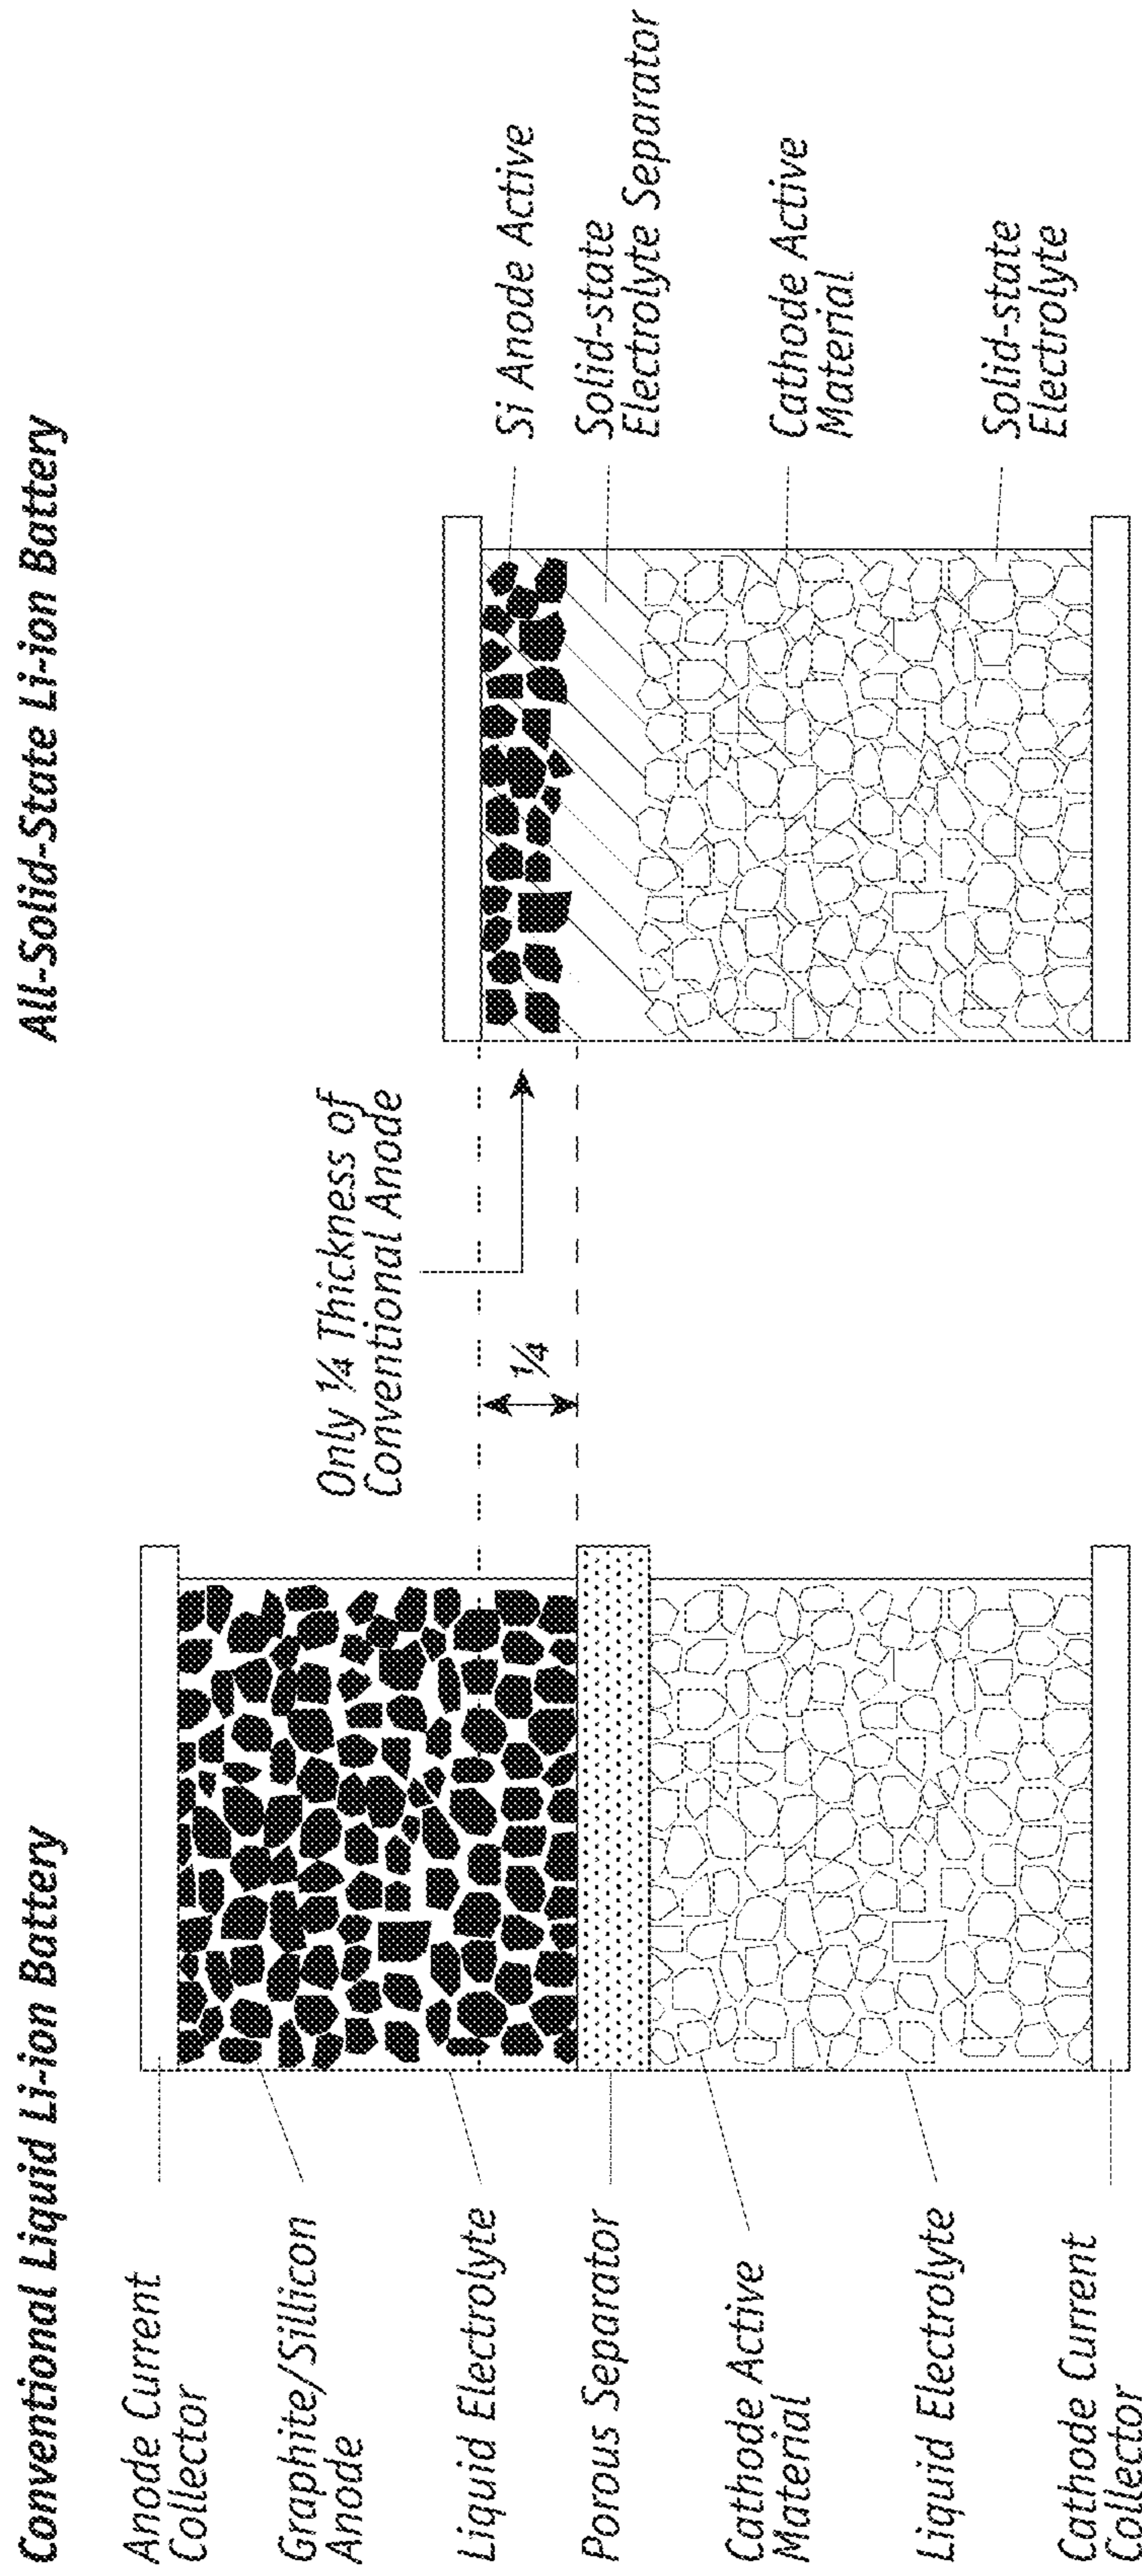 Conventional Liquid Li-ion Battery
Anode Current
Collector
Graphite/Sillicon
Anode
Liquid Electrolyte
Porous Separator
Cathode Active
Material
Liquid Electrolyte
Cathode Current
Collector
Only ¼ Thickness of
Conventional Anode
¼
All-Solid-State Li-ion Battery
Si Anode Active
Solid-state
Electrolyte Separator
Cathode Active
Material
Solid-state
Electrolyte